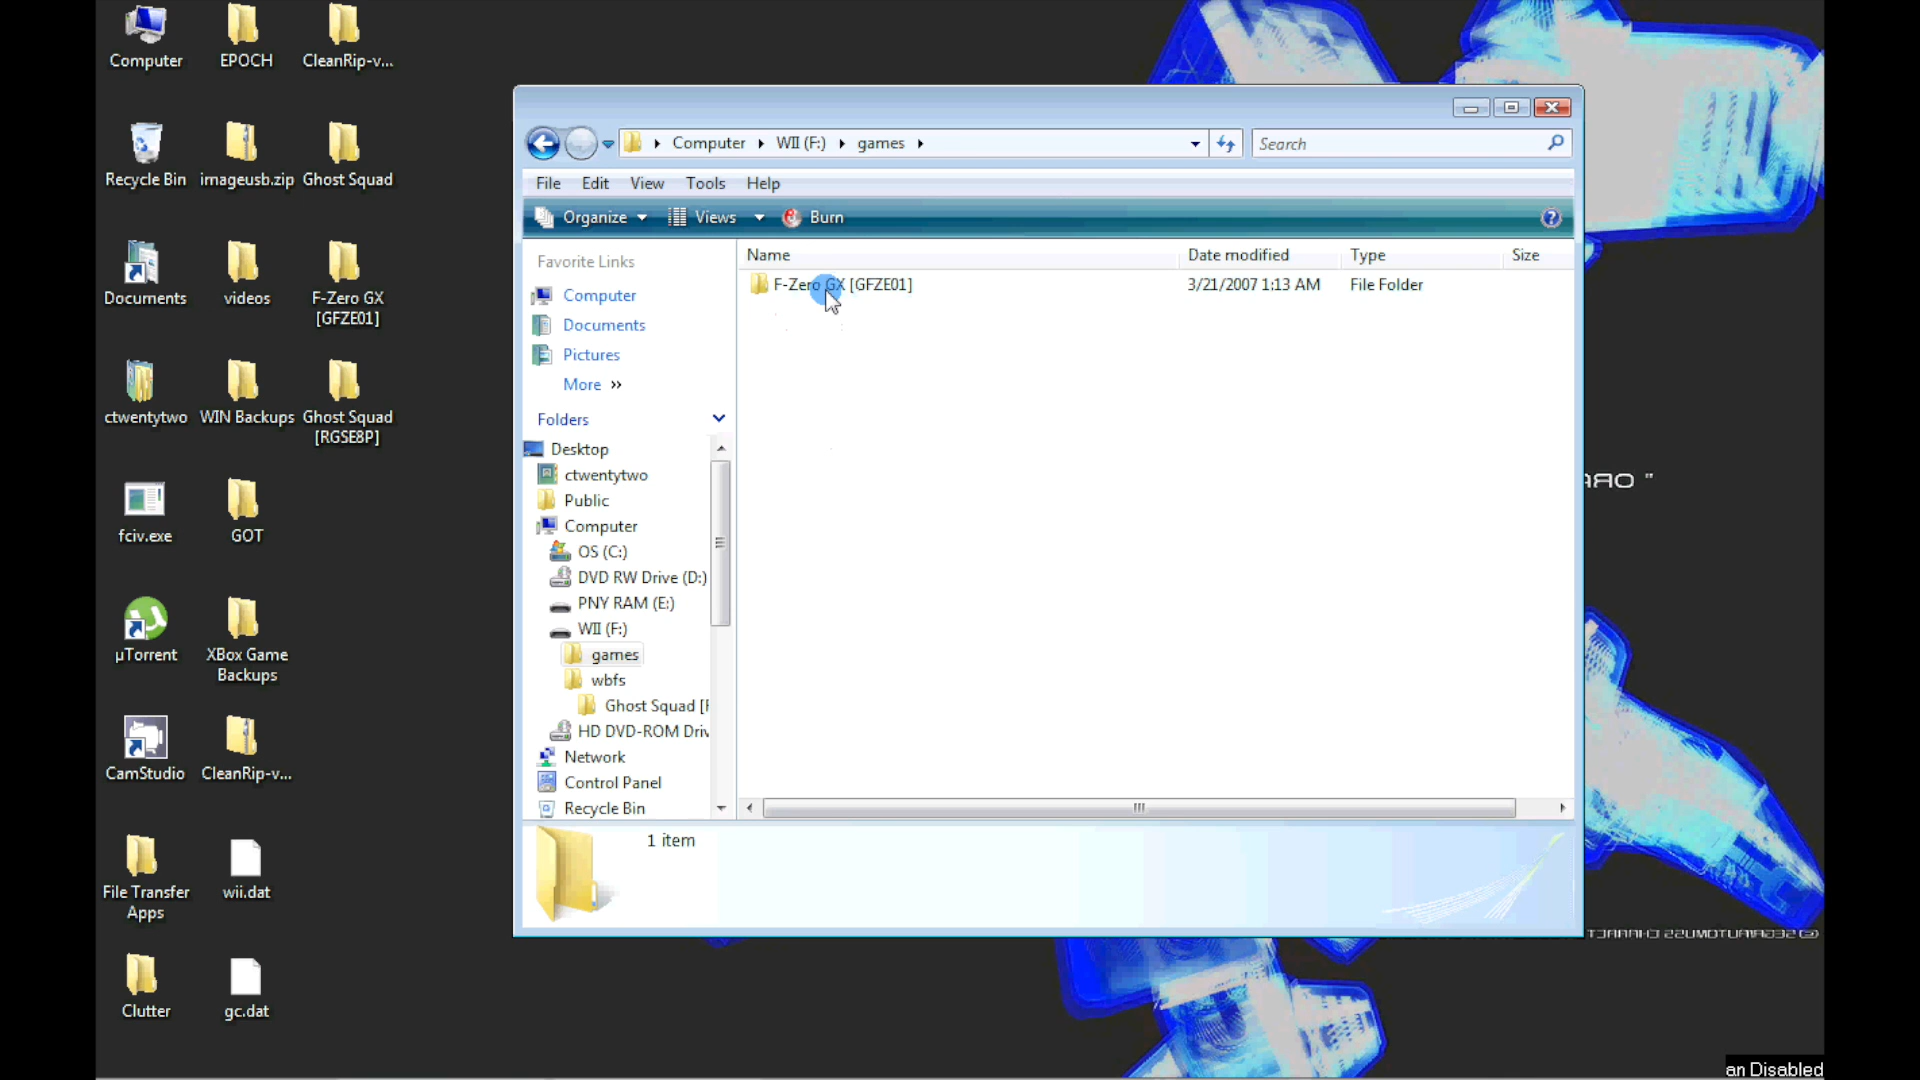 Computer
EPOCH
CleanRip-v...
Recycle Bin
imageusb.zip
Ghost Squad
Documents
videos
F-Zero GX
[GFZE01]
ctwentytwo
WIN Backups
Ghost Squad
[RGSE8P]
fciv.exe
GOT
µTorrent
XBox Game
Backups
CamStudio
CleanRip-v...
File Transfer
Apps
wii.dat
Clutter
gc.dat
Computer WII (F:) games
Search
File Edit View Tools Help
Organize Views Burn
Favorite Links
Computer
Documents
Pictures
More »
Folders
Desktop
ctwentytwo
Public
Computer
OS (C:)
DVD RW Drive (D:)
PNY RAM (E:)
WII (F:)
games
wbfs
Ghost Squad [
HD DVD-ROM Driv
Network
Control Panel
Recycle Bin
Name Date modified Type Size
F-Zero GX [GFZE01] 3/21/2007 1:13 AM File Folder
1 item
an Disabled